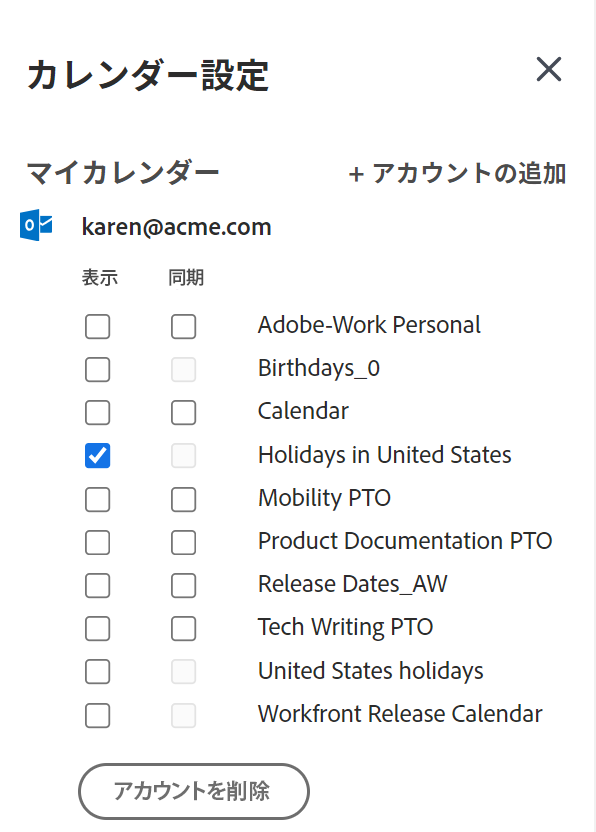 カレンダー設定
マイカレンダー + アカウントの追加
karen@acme.com
表示 同期
Adobe-Work Personal
Birthdays_0
Calendar
Holidays in United States
Mobility PTO
Product Documentation PTO
Release Dates_AW
Tech Writing PTO
United States holidays
Workfront Release Calendar
アカウントを削除